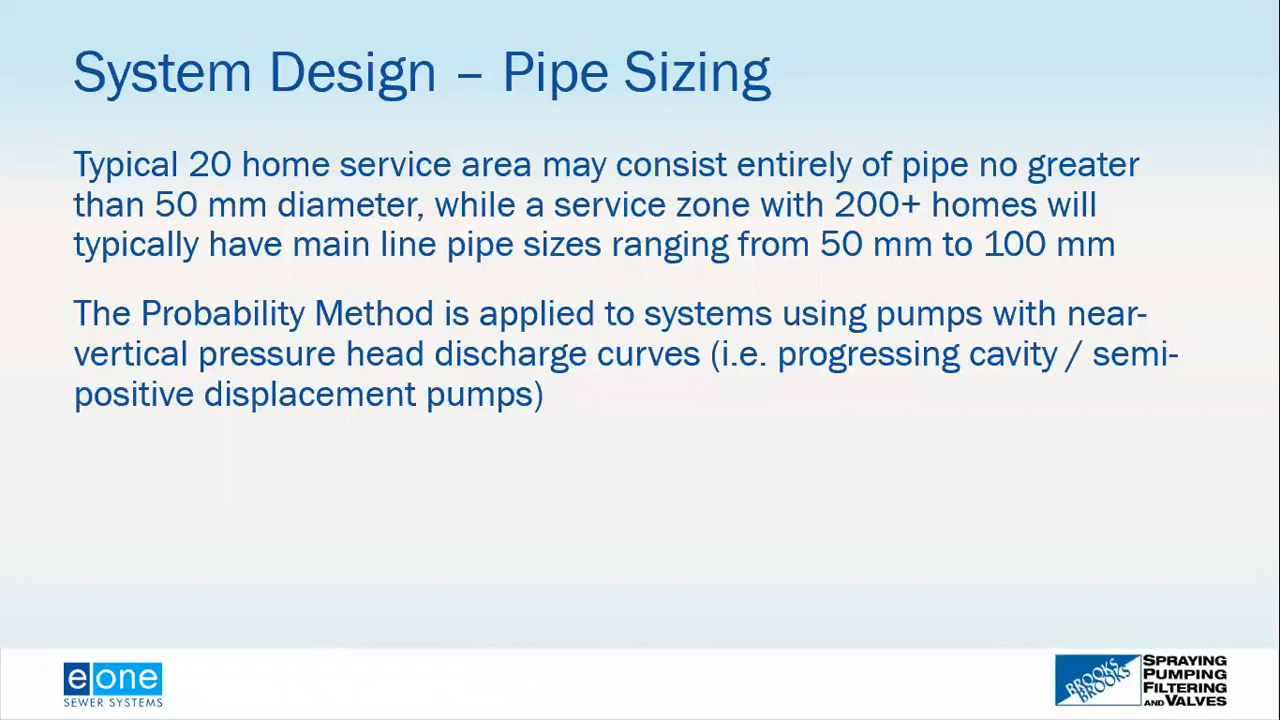 System Design – Pipe Sizing
Typical 20 home service area may consist entirely of pipe no greater
than 50 mm diameter, while a service zone with 200+ homes will
typically have main line pipe sizes ranging from 50 mm to 100 mm
The Probability Method is applied to systems using pumps with near-
vertical pressure head discharge curves (i.e. progressing cavity / semi-
positive displacement pumps)
eone
SEWER SYSTEMS
BROOKS
BROOKS
SPRAYING
PUMPING
FILTERING
AND VALVES